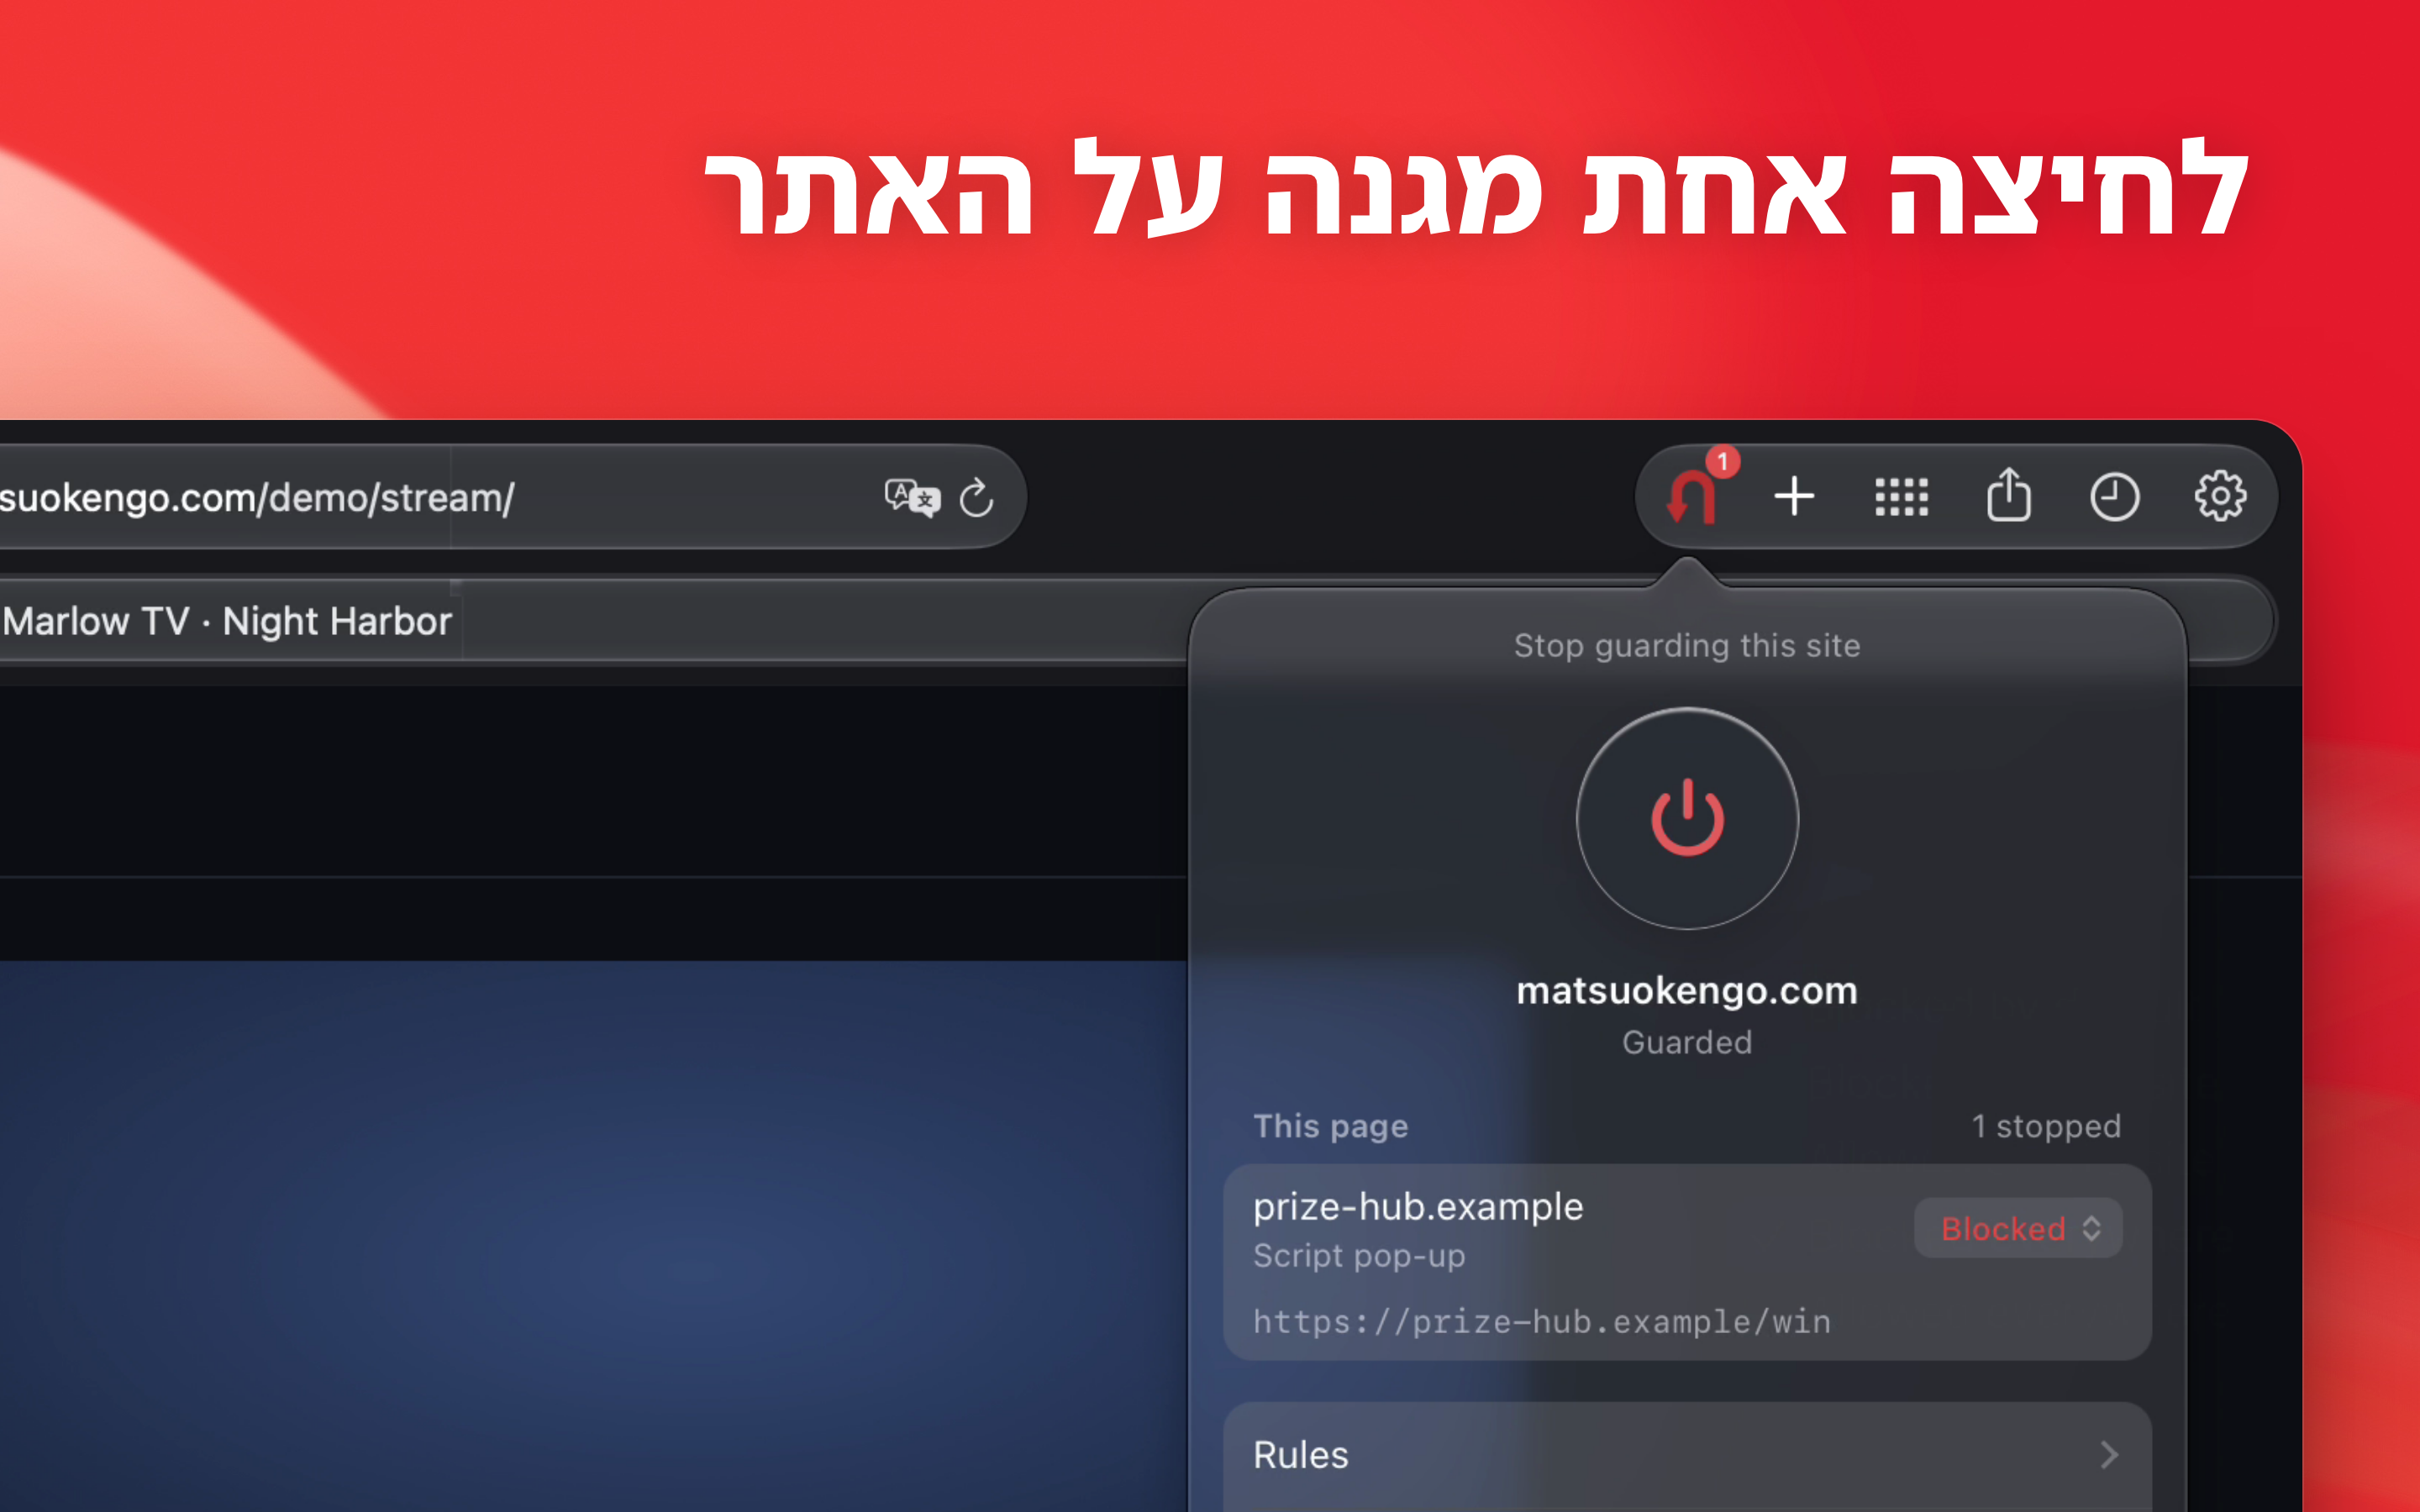 לחיצה אחת מגנה על האתר
suokengo.com/demo/stream/
1
Marlow TV · Night Harbor
Stop guarding this site
matsuokengo.com
Guarded
This page
1 stopped
prize-hub.example
Blocked
Script pop-up
https://prize-hub.example/win
Rules